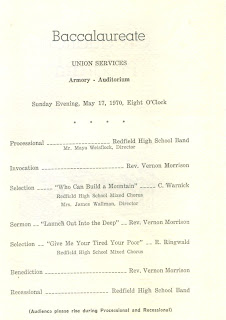 Baccalaureate
UNION SERVICES
Armory - Auditorium
Sunday Evening, May 17, 1970, Eight O'Clock
* * * *
Processional Redfield High School Band
Mr. Director
Invocation Rev. Vernon Morrison
Selection "Who Can Build a Mountain" C. Warnick
Redfield High School Mixed Chorus
Mrs. James Wallman, Director
Sermon "Launch Out Into the Deep" Rev. Vernon Morrison
Selection "Give Me Your Tired Your Poor" R. Ringwald
Redfield High School Mixed Chorus
Benediction Rev. Vernon Morrison
Recessional Redfield High School Band
(Audience please rise during Processional and Recessional)